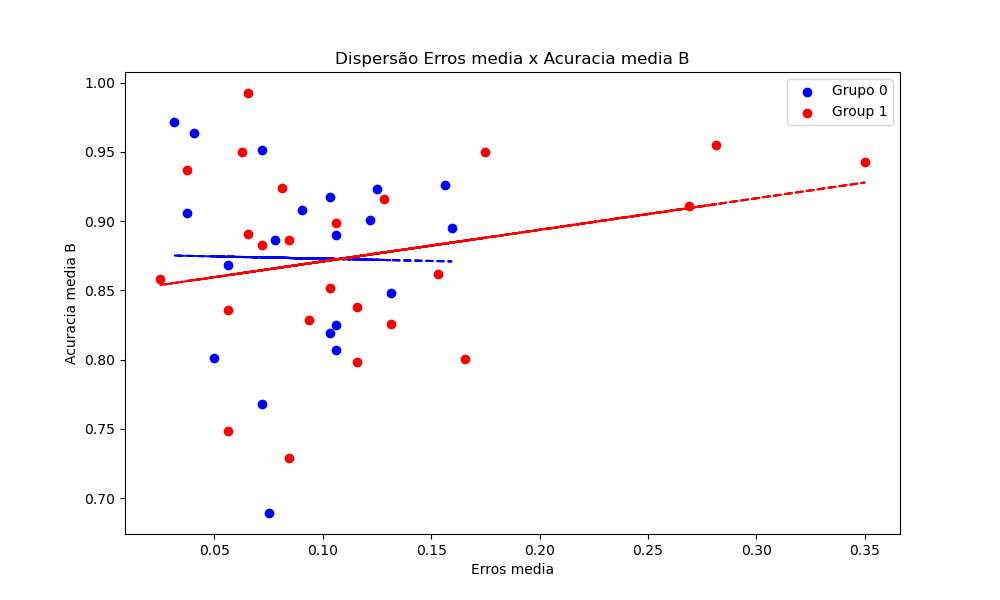 Dispersão Erros media x Acuracia media B
Grupo 0
Group 1
Acuracia media B
1.00
0.95
0.90
0.85
0.80
0.75
0.70
0.05
0.10
0.15
0.20
0.25
0.30
0.35
Erros media